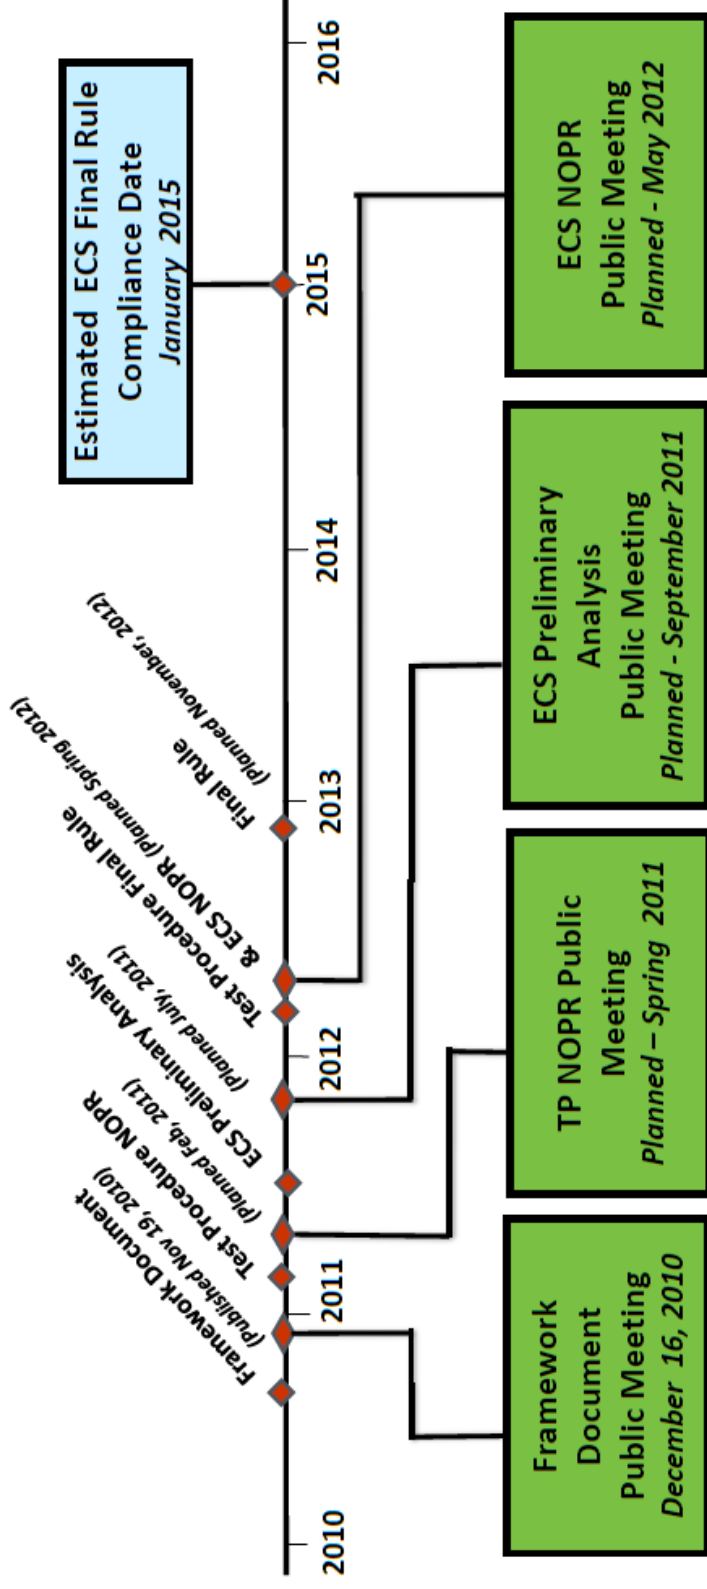 Estimated ECS Final Rule
Compliance Date
January 2015
Framework Document
(Published Nov 19, 2010)
Test Procedure NOPR
(Planned Feb, 2011)
ECS Preliminary Analysis
(Planned July, 2011)
Test Procedure Final Rule
& ECS NOPR (Planned Spring 2012)
Final Rule
(Planned November, 2012)
2010
2011
2012
2013
2014
2015
2016
Framework
Document
Public Meeting
December 16, 2010
TP NOPR Public
Meeting
Planned – Spring 2011
ECS Preliminary
Analysis
Public Meeting
Planned - September 2011
ECS NOPR
Public Meeting
Planned - May 2012